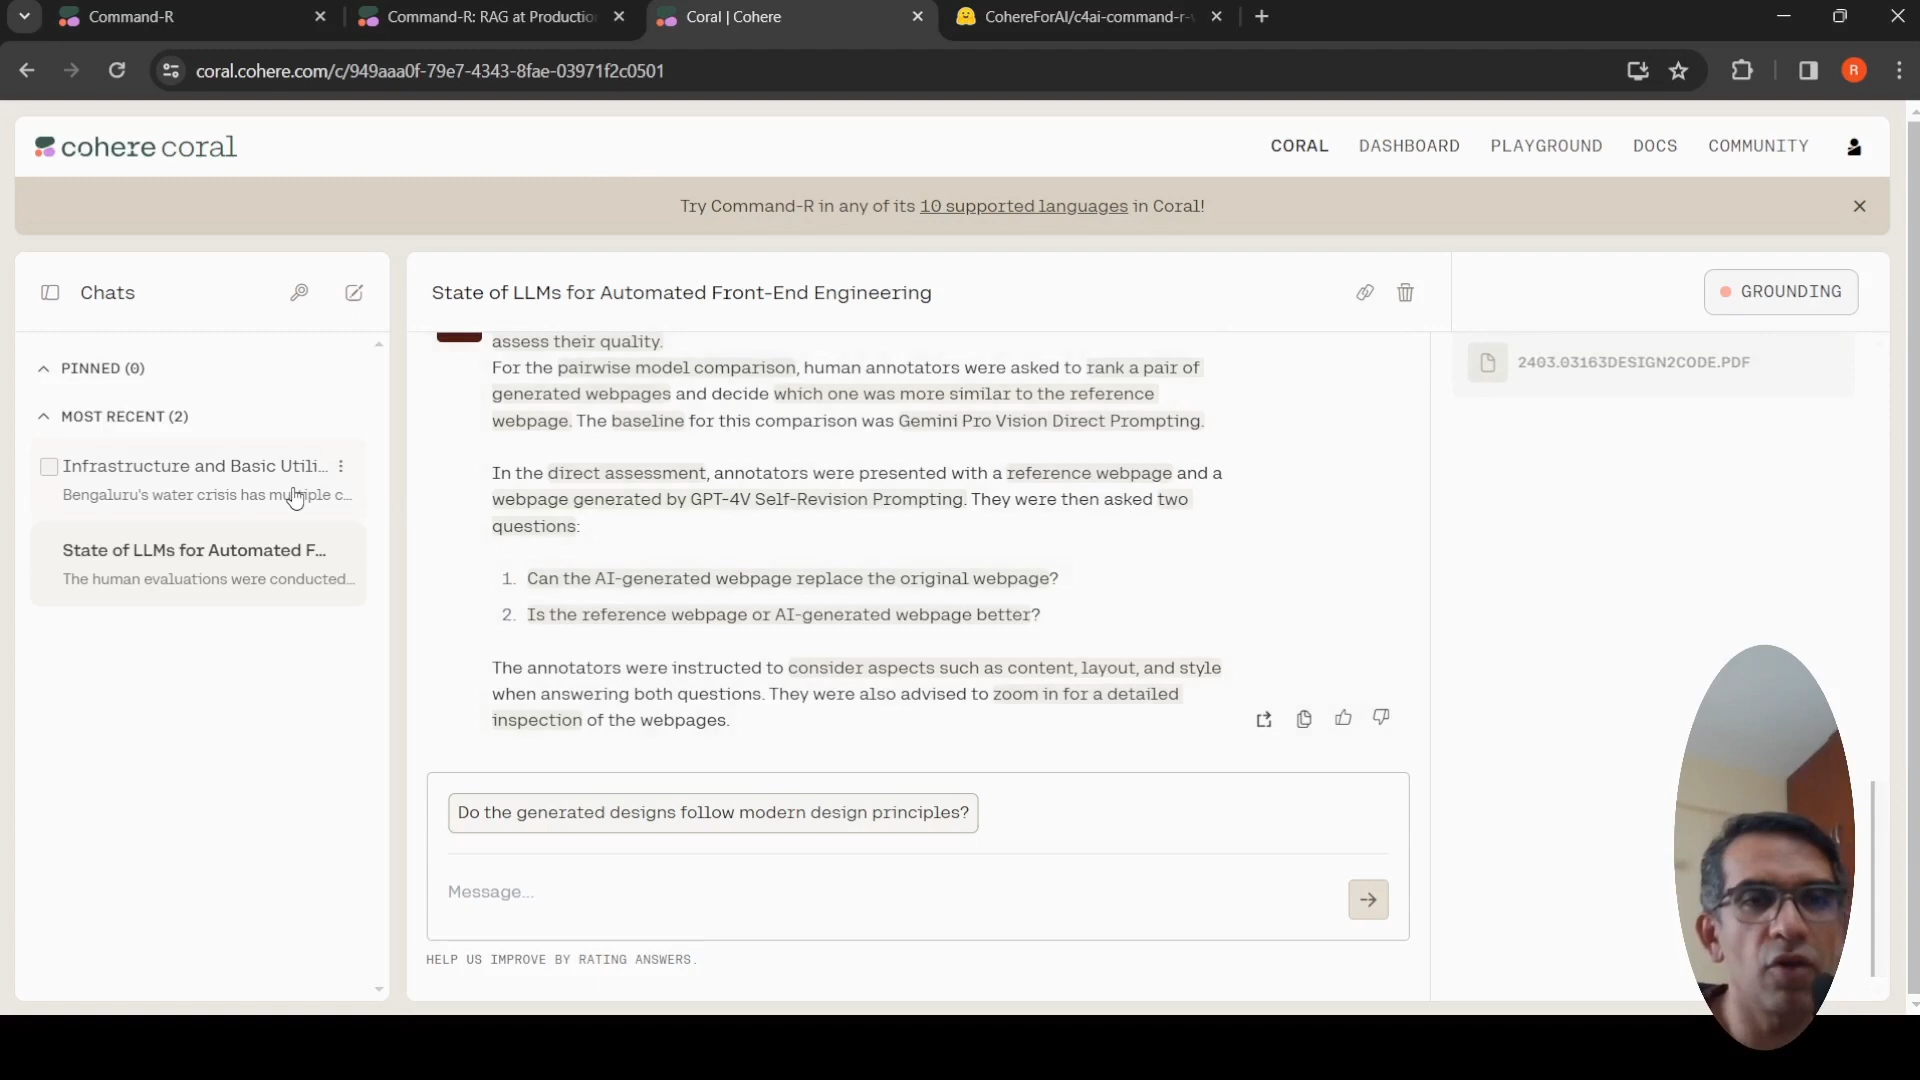 Command-R
Command-R: RAG at Productio
Coral | Cohere
CohereForAI/c4ai-command-r-v
coral.cohere.com/c/949aaa0f-79e7-4343-8fae-03971f2c0501
R
cohere coral
CORAL
DASHBOARD
PLAYGROUND
DOCS
COMMUNITY
Try Command-R in any of its 10 supported languages in Coral!
Chats
PINNED (0)
MOST RECENT (2)
Infrastructure and Basic Utili...
Bengaluru's water crisis has multiple c...
State of LLMs for Automated F...
The human evaluations were conducted...
State of LLMs for Automated Front-End Engineering
GROUNDING
2403.03163DESIGN2CODE.PDF
assess their quality.
For the pairwise model comparison, human annotators were asked to rank a pair of
generated webpages and decide which one was more similar to the reference
webpage. The baseline for this comparison was Gemini Pro Vision Direct Prompting.
In the direct assessment, annotators were presented with a reference webpage and a
webpage generated by GPT-4V Self-Revision Prompting. They were then asked two
questions:
1. Can the AI-generated webpage replace the original webpage?
2. Is the reference webpage or AI-generated webpage better?
The annotators were instructed to consider aspects such as content, layout, and style
when answering both questions. They were also advised to zoom in for a detailed
inspection of the webpages.
Do the generated designs follow modern design principles?
Message...
HELP US IMPROVE BY RATING ANSWERS.